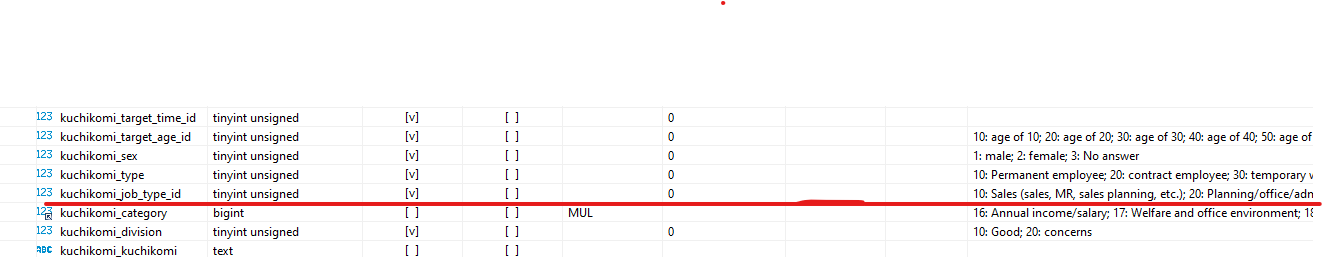 123 kuchikomi_target_time_id tinyint unsigned [v] [ ] 0
123 kuchikomi_target_age_id tinyint unsigned [v] [ ] 0 10: age of 10; 20: age of 20; 30: age of 30; 40: age of 40; 50: age of
123 kuchikomi_sex tinyint unsigned [v] [ ] 0 1: male; 2: female; 3: No answer
123 kuchikomi_type tinyint unsigned [v] [ ] 0 10: Permanent employee; 20: contract employee; 30: temporary
123 kuchikomi_job_type_id tinyint unsigned [v] [ ] 0 10: Sales (sales, MR, sales planning, etc.); 20: Planning/office/adn
123 kuchikomi_category bigint [ ] [ ] MUL 16: Annual income/salary; 17: Welfare and office environment; 18
123 kuchikomi_division tinyint unsigned [v] [ ] 0 10: Good; 20: concerns
ABC kuchikomi_kuchikomi text [ ] [ ]